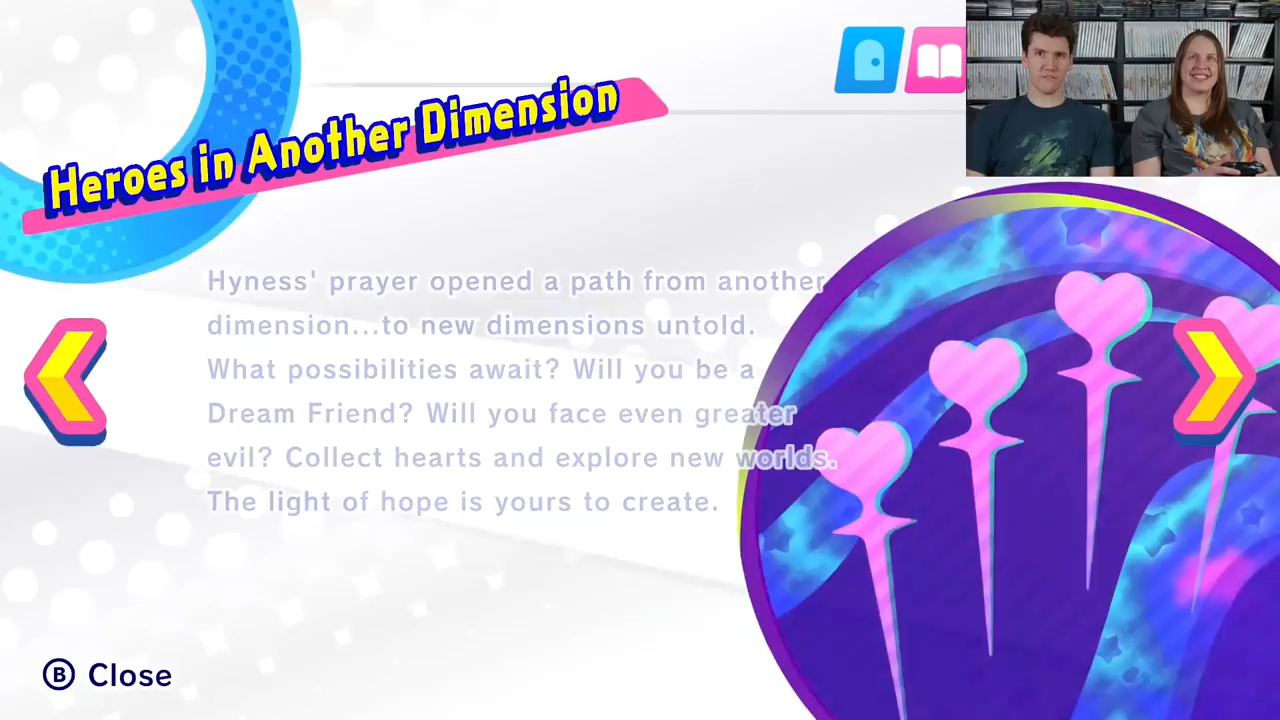 Heroes in Another Dimension
Hyness' prayer opened a path from another
dimension...to new dimensions untold.
What possibilities await? Will you be a
Dream Friend? Will you face even greater
evil? Collect hearts and explore new worlds.
The light of hope is yours to create.
B Close